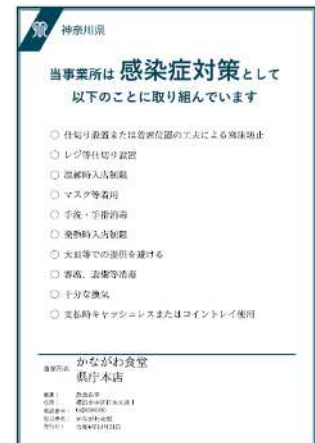 神奈川県
当事業所は 感染症対策として
以下のことに取り組んでいます
○ 仕切り設置または着席位置の工夫による飛沫防止
○ レジ等仕切り設置
○ 混雑時入店制限
○ マスク等着用
○ 手洗・手指消毒
○ 発熱時入店制限
○ 大皿等での提供を避ける
○ 客席、設備等消毒
○ 十分な換気
○ 支払時キャッシュレスまたはコイントレイ使用
事業所名 かながわ食堂
県庁本店